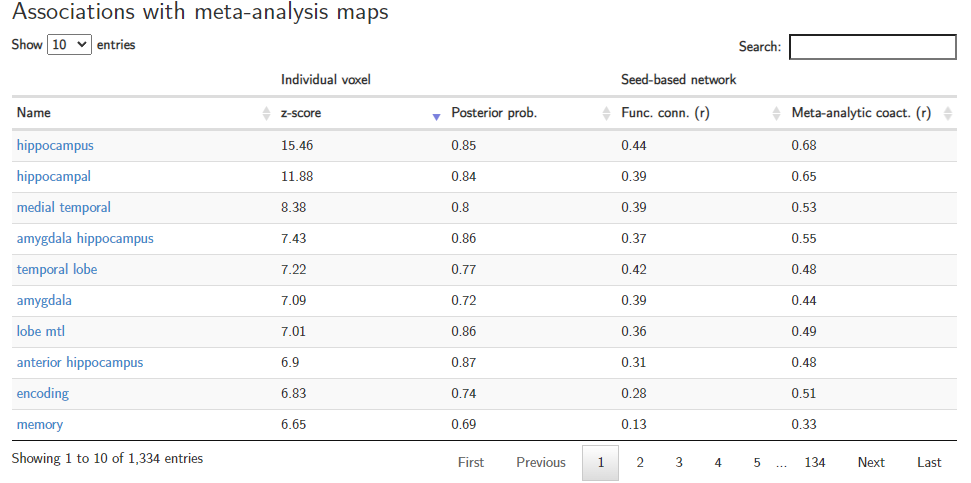 Associations with meta-analysis maps
Show 10 entries
Search:
Individual voxel Seed-based network
Name z-score Posterior prob. Func. conn. (r) Meta-analytic coact. (r)
hippocampus 15.46 0.85 0.44 0.68
hippocampal 11.88 0.84 0.39 0.65
medial temporal 8.38 0.8 0.39 0.53
amygdala hippocampus 7.43 0.86 0.37 0.55
temporal lobe 7.22 0.77 0.42 0.48
amygdala 7.09 0.72 0.39 0.44
lobe mtl 7.01 0.86 0.36 0.49
anterior hippocampus 6.9 0.87 0.31 0.48
encoding 6.83 0.74 0.28 0.51
memory 6.65 0.69 0.13 0.33
Showing 1 to 10 of 1,334 entries
First Previous 1 2 3 4 5 ... 134 Next Last